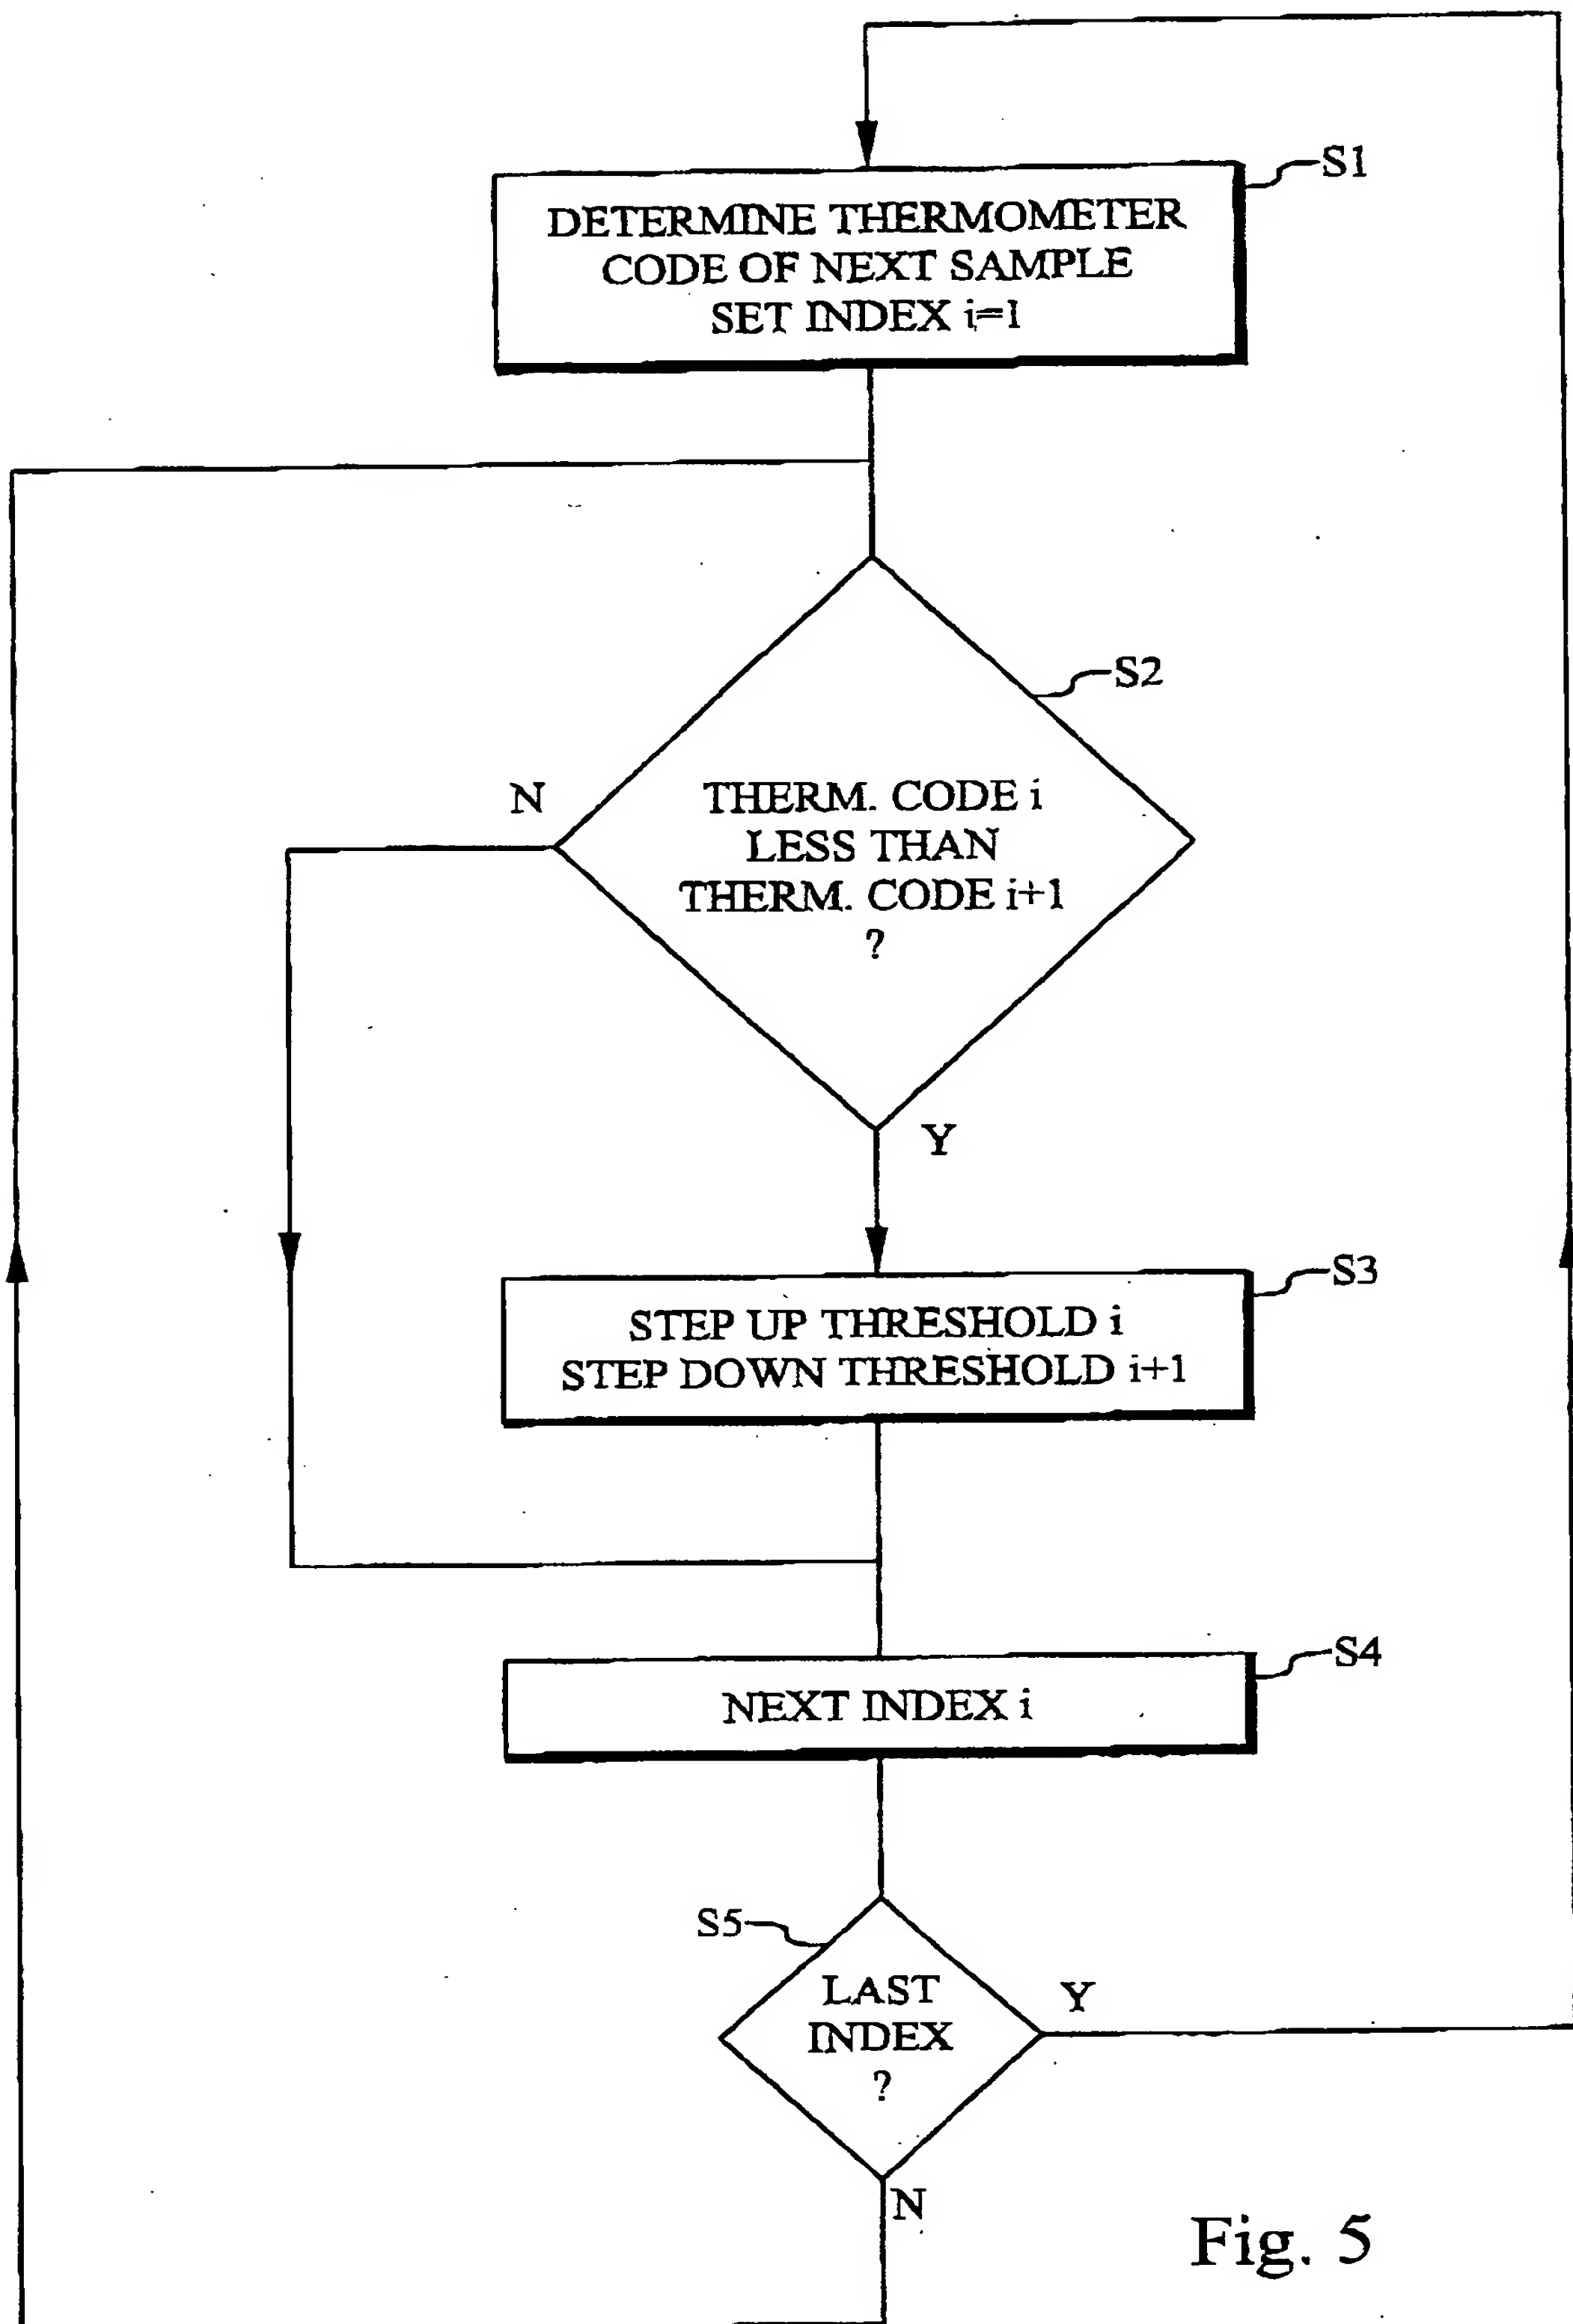 S1
DETERMINE THERMOMETER
CODE OF NEXT SAMPLE
SET INDEX i=1
S2
N
THERM. CODE i
LESS THAN
THERM. CODE i+1
?
Y
S3
STEP UP THRESHOLD i
STEP DOWN THRESHOLD i+1
S4
NEXT INDEX i
S5
LAST
INDEX
?
Y
N
Fig. 5